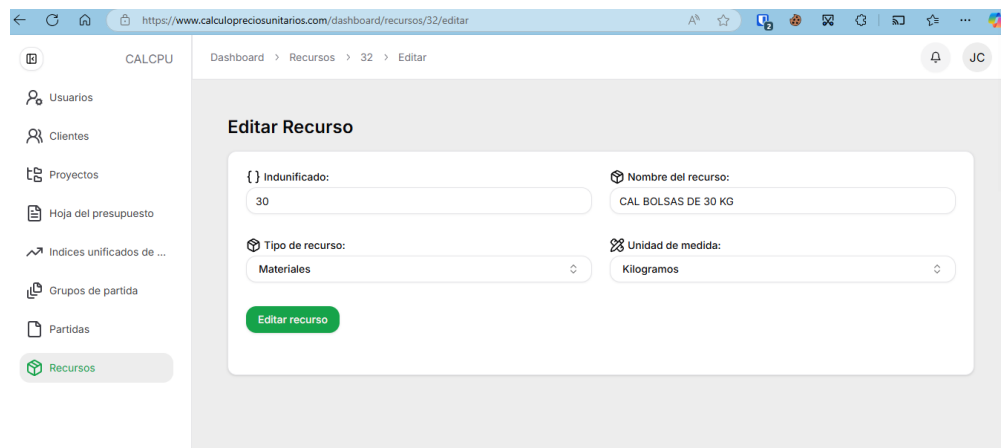 https://www.calculopreciosunitarios.com/dashboard/recursos/32/editar
CALCPU
Dashboard > Recursos > 32 > Editar
JC
Usuarios
Clientes
Proyectos
Hoja del presupuesto
Indices unificados de ...
Grupos de partida
Partidas
Recursos
Editar Recurso
{ } Indunificado:
30
Nombre del recurso:
CAL BOLSAS DE 30 KG
Tipo de recurso:
Materiales
Unidad de medida:
Kilogramos
Editar recurso